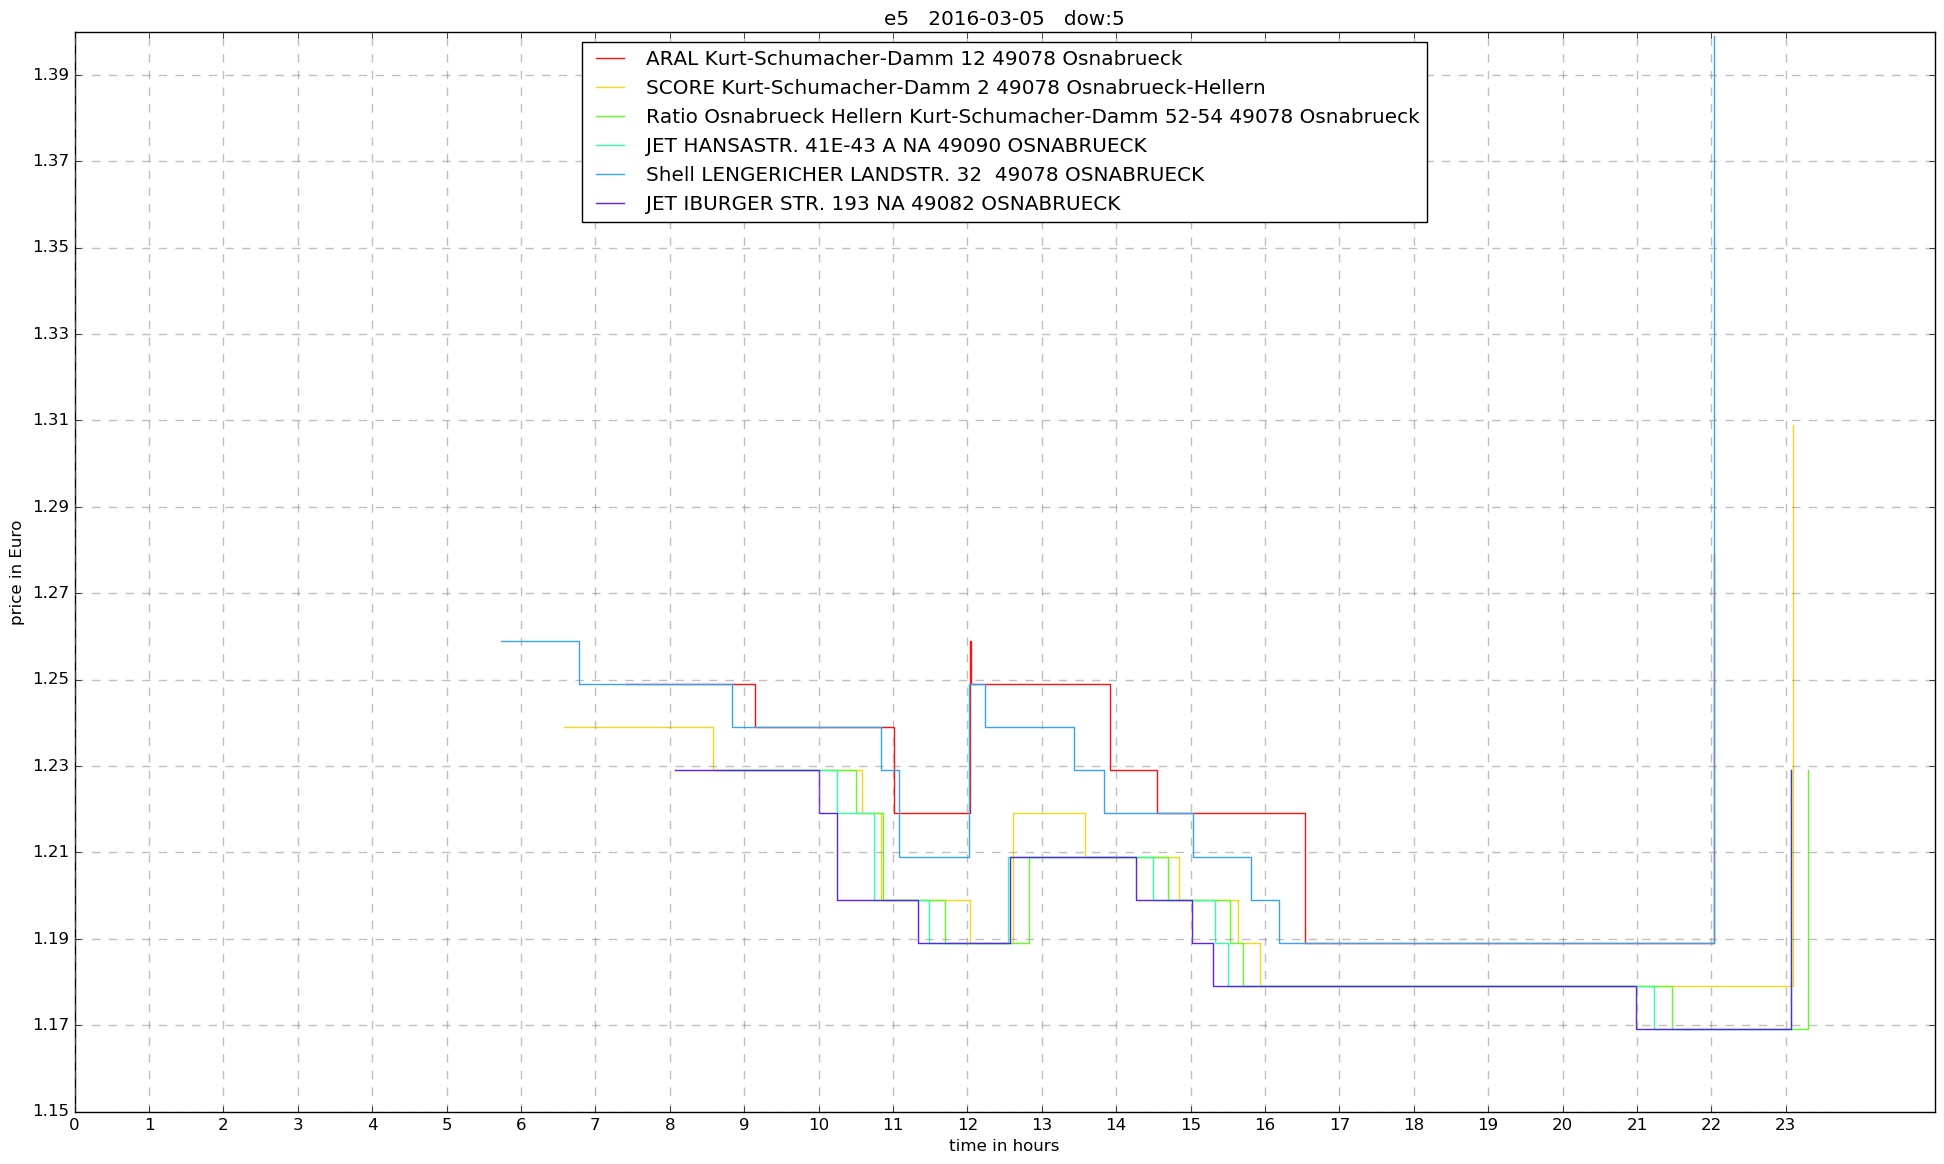 e5 2016-03-05 dow:5
ARAL Kurt-Schumacher-Damm 12 49078 Osnabrueck
SCORE Kurt-Schumacher-Damm 2 49078 Osnabrueck-Hellern
Ratio Osnabrueck Hellern Kurt-Schumacher-Damm 52-54 49078 Osnabrueck
JET HANSASTR. 41E-43 A NA 49090 OSNABRUECK
Shell LENGERICHER LANDSTR. 32 49078 OSNABRUECK
JET IBURGER STR. 193 NA 49082 OSNABRUECK
price in Euro
1.39
1.37
1.35
1.33
1.31
1.29
1.27
1.25
1.23
1.21
1.19
1.17
1.15
0 1 2 3 4 5 6 7 8 9 10 11 12 13 14 15 16 17 18 19 20 21 22 23
time in hours